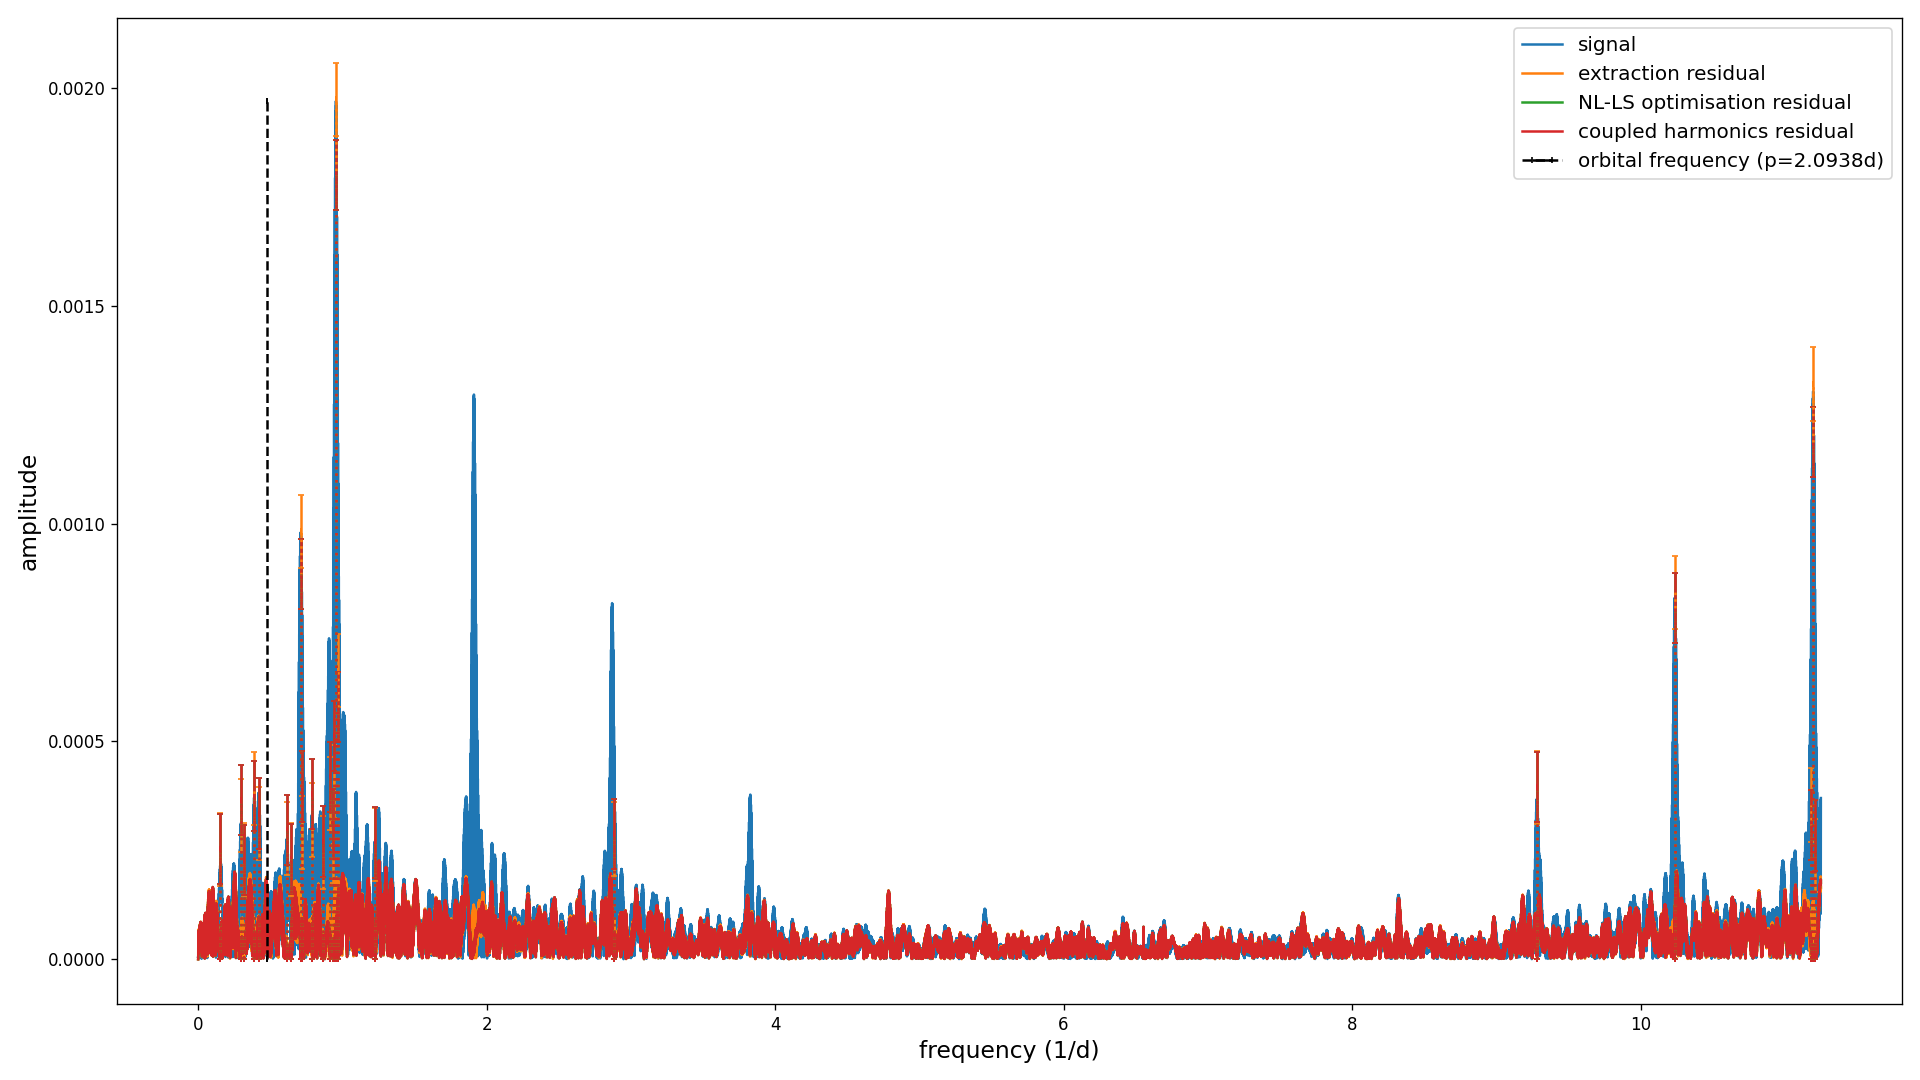 signal
extraction residual
NL-LS optimisation residual
coupled harmonics residual
orbital frequency (p=2.0938d)
amplitude
0.0020
0.0015
0.0010
0.0005
0.0000
0 2 4 6 8 10
frequency (1/d)